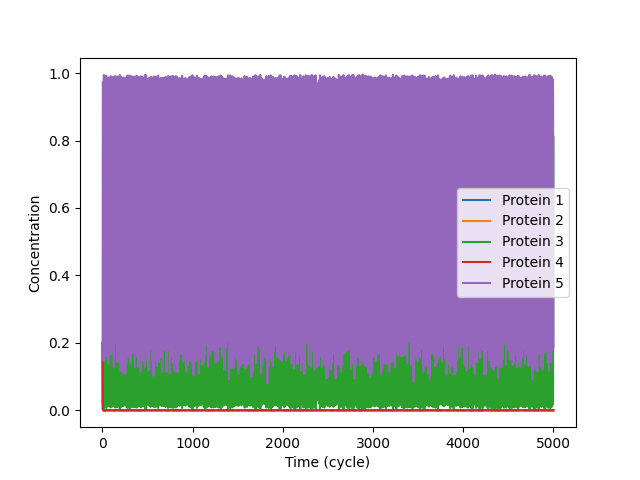 1.0
0.8
0.6
0.4
0.2
0.0
Concentration
Protein 1
Protein 2
Protein 3
Protein 4
Protein 5
0 1000 2000 3000 4000 5000
Time (cycle)